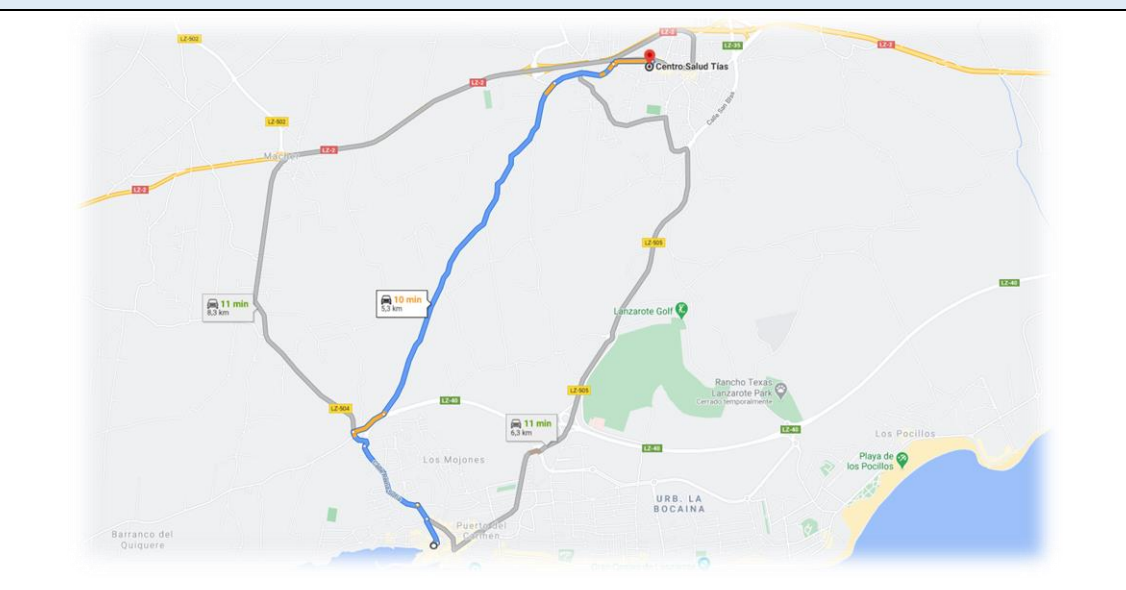 LZ-2
LZ-502
LZ-35
LZ-2
Centro Salud Tías
LZ-2
Calle San Blas
LZ-502
LZ-2
Mácher
LZ-2
LZ-505
LZ-40
11 min
8,3 km
10 min
5,3 km
Lanzarote Golf
Rancho Texas
Lanzarote Park
Cerrado temporalmente
LZ-505
LZ-504
LZ-40
11 min
6,3 km
LZ-40
Los Pocillos
LZ-40
Los Mojones
Playa de
los Pocillos
URB. LA
BOCAINA
Puerto del
Carmen
Barranco del
Quiquere